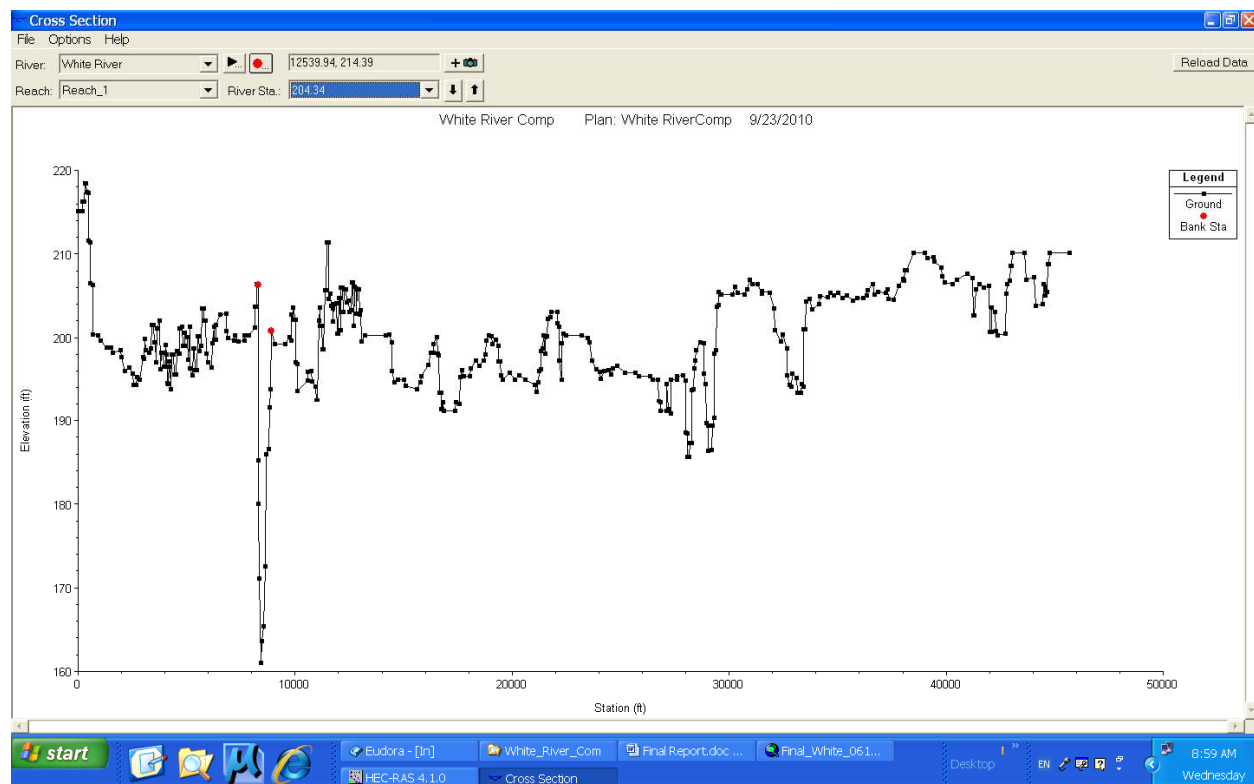 Cross Section
File Options Help
River: White River 12539.94, 214.39 Reload Data
Reach: Reach_1 River Sta.: 204.34
White River Comp Plan: White RiverComp 9/23/2010
220
210
200
190
180
170
160
Elevation (ft)
0 10000 20000 30000 40000 50000
Station (ft)
Legend
Ground
Bank Sta
start
Eudora - [In] White_River_Com Final Report.doc ... Final_White_061...
HEC-RAS 4.1.0 Cross Section
Desktop » EN 8:59 AM
Wednesday